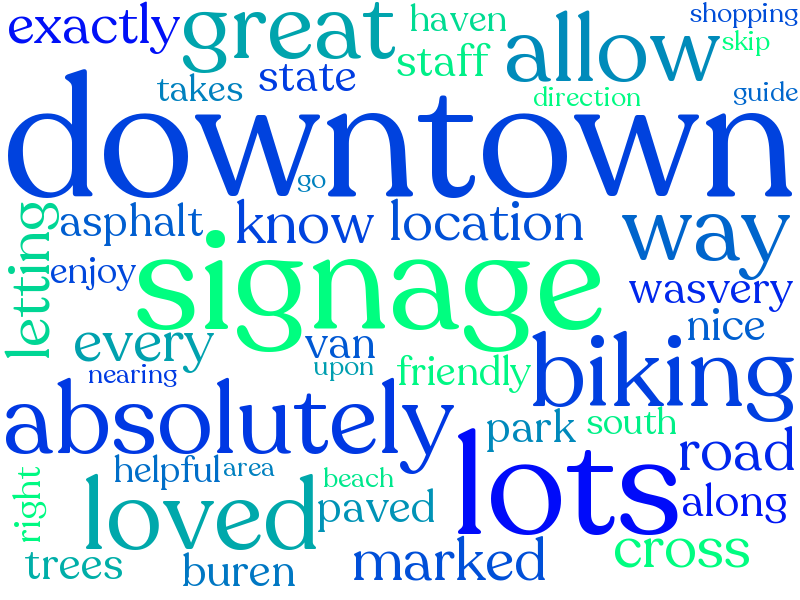 exactly
great
haven
allow
shopping
skip
staff
takes
state
direction
guide
downtown
go
letting
asphalt
know
location
way
enjoy
signage
wasvery
every
van
nice
nearing
upon
friendly
biking
absolutely
park
south
lots
road
helpful
area
right
loved
beach
paved
along
trees
buren
marked
cross